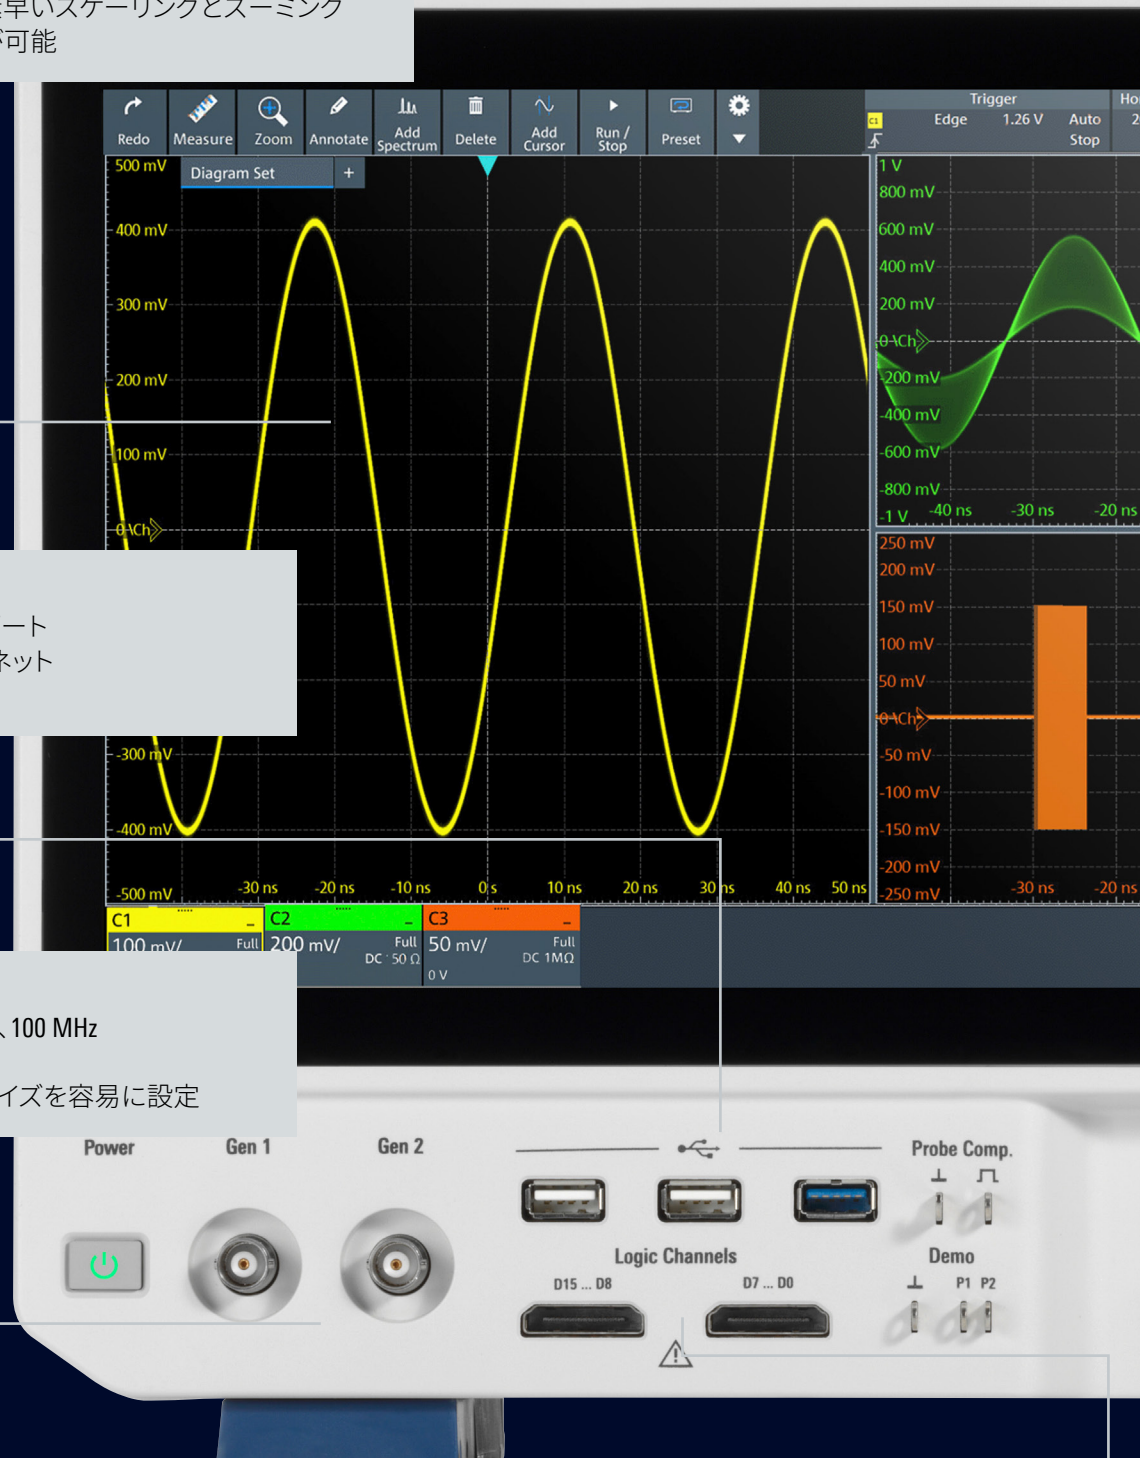 早いスケーリングとズーミング
が可能
Redo
Measure
Zoom
Annotate
Add
Spectrum
Delete
Add
Cursor
Run /
Stop
Preset
Trigger
C1
Edge
1.26 V
Auto
Stop
Diagram Set
+
500 mV
400 mV
300 mV
200 mV
100 mV
-300 mV
-400 mV
-500 mV
-30 ns
-20 ns
-10 ns
0 s
10 ns
20 ns
30 ns
40 ns
50 ns
1 V
800 mV
600 mV
400 mV
200 mV
-200 mV
-400 mV
-600 mV
-800 mV
-1 V
-40 ns
-30 ns
-20 ns
250 mV
200 mV
150 mV
100 mV
50 mV
-50 mV
-100 mV
-150 mV
-200 mV
-250 mV
-30 ns
-20 ns
ート
ネット
C1
100 mV/
Full
C2
200 mV/
Full
DC 50 Ω
C3
50 mV/
Full
DC 1MΩ
0 V
、100 MHz
イズを容易に設定
Power
Gen 1
Gen 2
Probe Comp.
Logic Channels
D15 ... D8
D7 ... D0
Demo
P1 P2